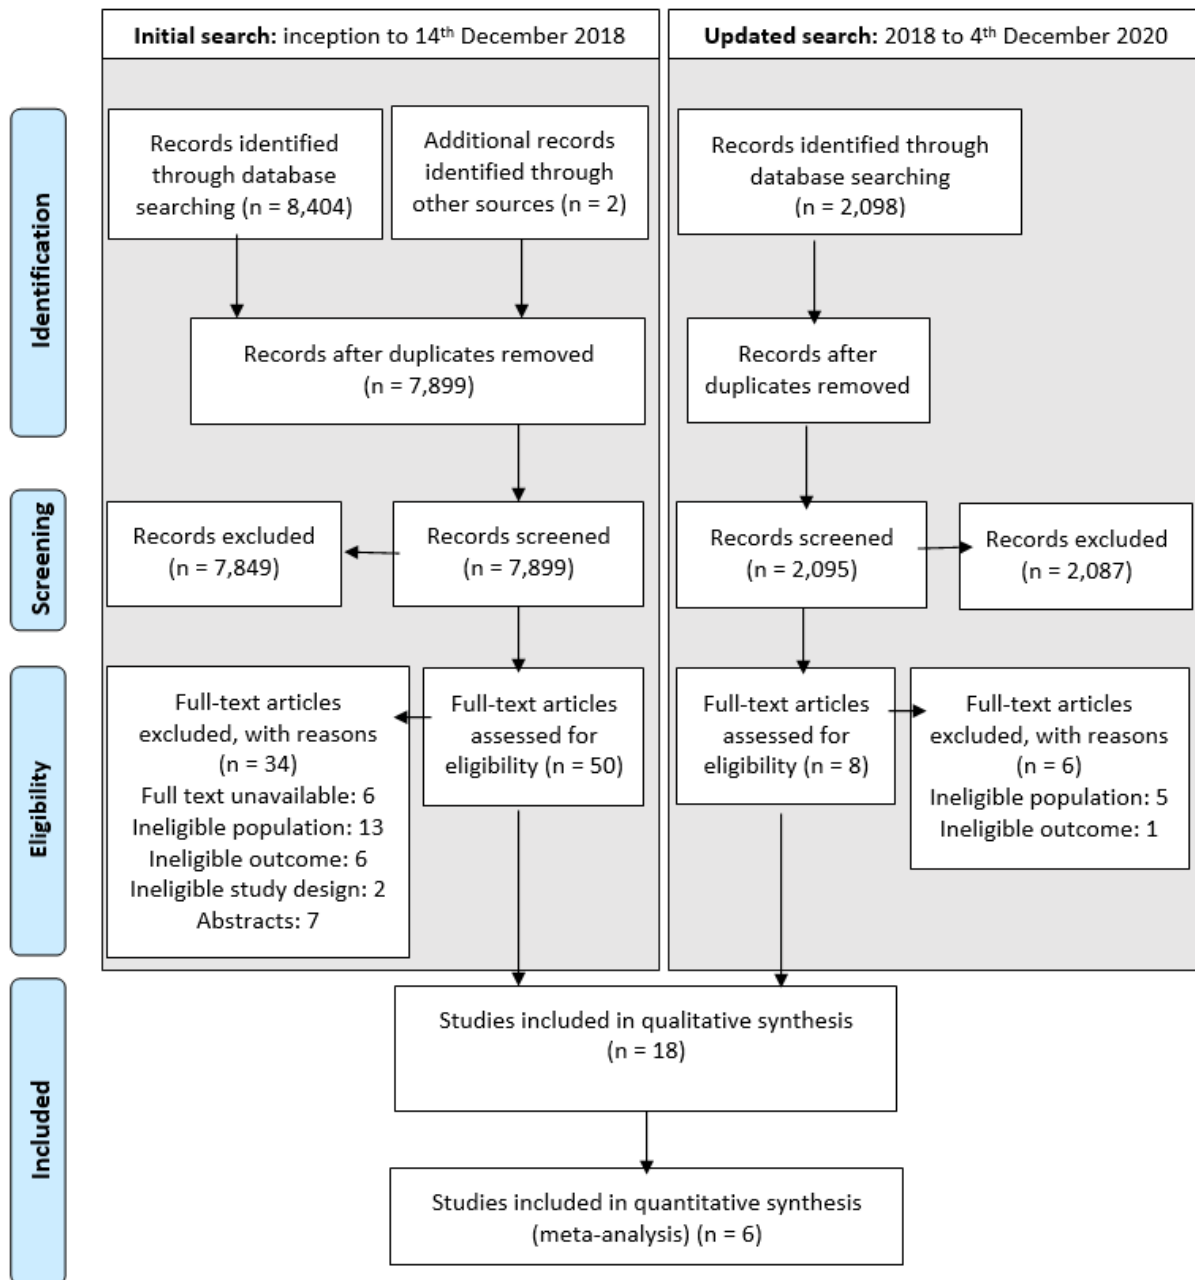 Initial search: inception to 14th December 2018
Updated search: 2018 to 4th December 2020
Identification
Records identified
through database
searching (n = 8,404)
Additional records
identified through
other sources (n = 2)
Records identified through
database searching
(n = 2,098)
Records after duplicates removed
(n = 7,899)
Records after
duplicates removed
Screening
Records excluded
(n = 7,849)
Records screened
(n = 7,899)
Records screened
(n = 2,095)
Records excluded
(n = 2,087)
Eligibility
Full-text articles
excluded, with reasons
(n = 34)
Full text unavailable: 6
Ineligible population: 13
Ineligible outcome: 6
Ineligible study design: 2
Abstracts: 7
Full-text articles
assessed for
eligibility (n = 50)
Full-text articles
assessed for
eligibility (n = 8)
Full-text articles
excluded, with reasons
(n = 6)
Ineligible population: 5
Ineligible outcome: 1
Included
Studies included in qualitative synthesis
(n = 18)
Studies included in quantitative synthesis
(meta-analysis) (n = 6)